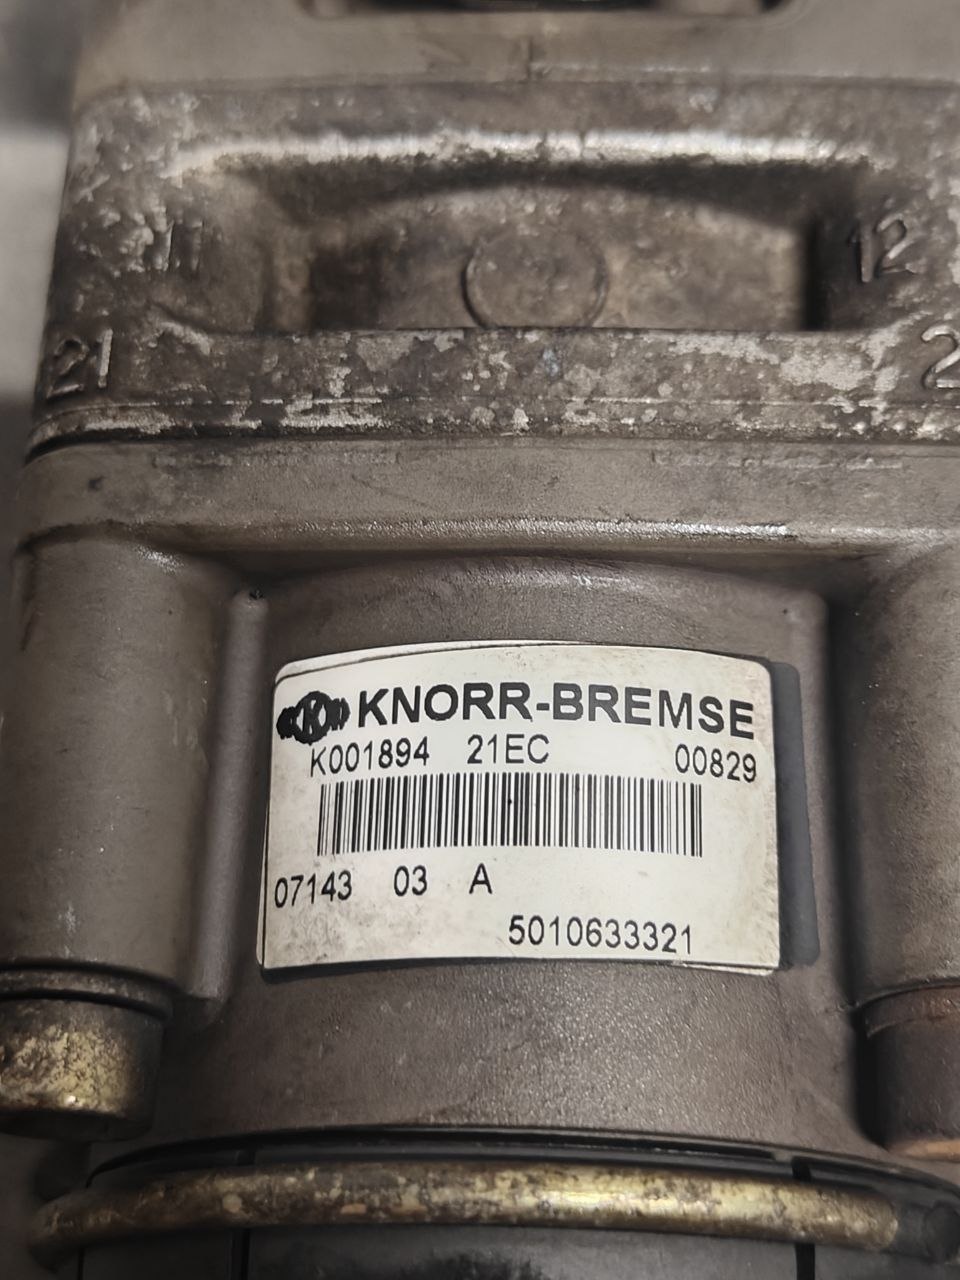 11 12
21 2
K KNORR-BREMSE
K001894 21EC 00829
07143 03 A
5010633321